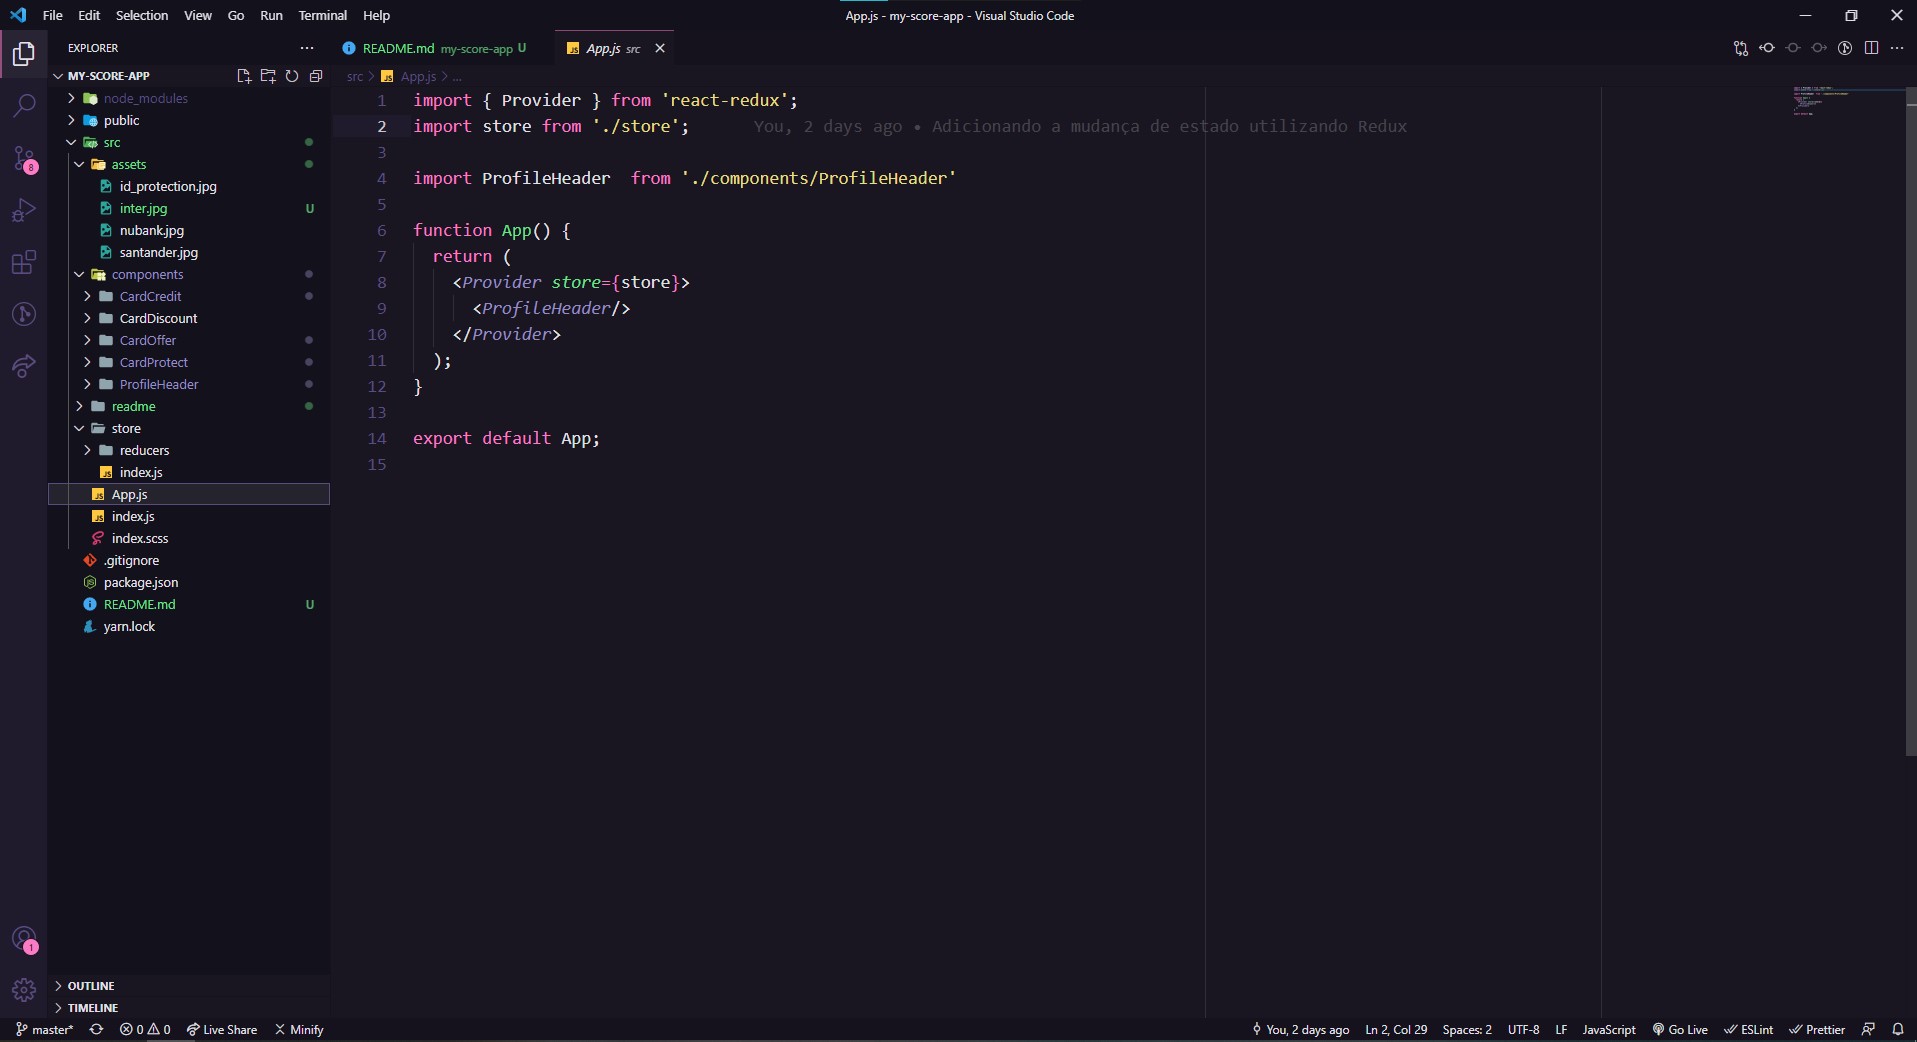 File Edit Selection View Go Run Terminal Help
App.js - my-score-app - Visual Studio Code
EXPLORER
MY-SCORE-APP
node_modules
public
src
assets
id_protection.jpg
inter.jpg U
nubank.jpg
santander.jpg
components
CardCredit
CardDiscount
CardOffer
CardProtect
ProfileHeader
readme
store
reducers
index.js
App.js
index.js
index.scss
.gitignore
package.json
README.md U
yarn.lock
OUTLINE
TIMELINE
8
1
README.md my-score-app U
App.js src
src > App.js > ...
1 import { Provider } from 'react-redux';
2 import store from './store'; You, 2 days ago • Adicionando a mudança de estado utilizando Redux
3
4 import ProfileHeader  from './components/ProfileHeader'
5
6 function App() {
7 return (
8 <Provider store={store}>
9 <ProfileHeader/>
10 </Provider>
11 );
12 }
13
14 export default App;
15
master* 0 0 Live Share Minify
You, 2 days ago Ln 2, Col 29 Spaces: 2 UTF-8 LF JavaScript Go Live ESLint Prettier